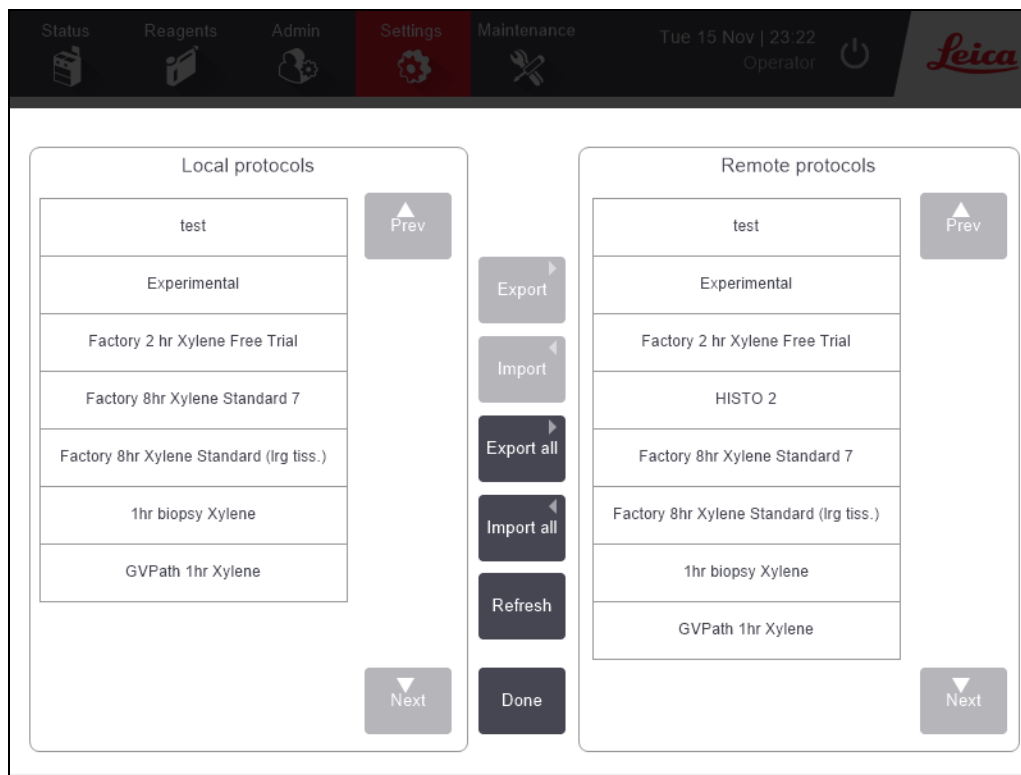 Status Reagents Admin Settings Maintenance Tue 15 Nov | 23:22
Operator
Leica
Local protocols
test
Experimental
Factory 2 hr Xylene Free Trial
Factory 8hr Xylene Standard 7
Factory 8hr Xylene Standard (lrg tiss.)
1hr biopsy Xylene
GVPath 1hr Xylene
Prev
Next
Export
Import
Export all
Import all
Refresh
Done
Remote protocols
test
Experimental
Factory 2 hr Xylene Free Trial
HISTO 2
Factory 8hr Xylene Standard 7
Factory 8hr Xylene Standard (lrg tiss.)
1hr biopsy Xylene
GVPath 1hr Xylene
Prev
Next